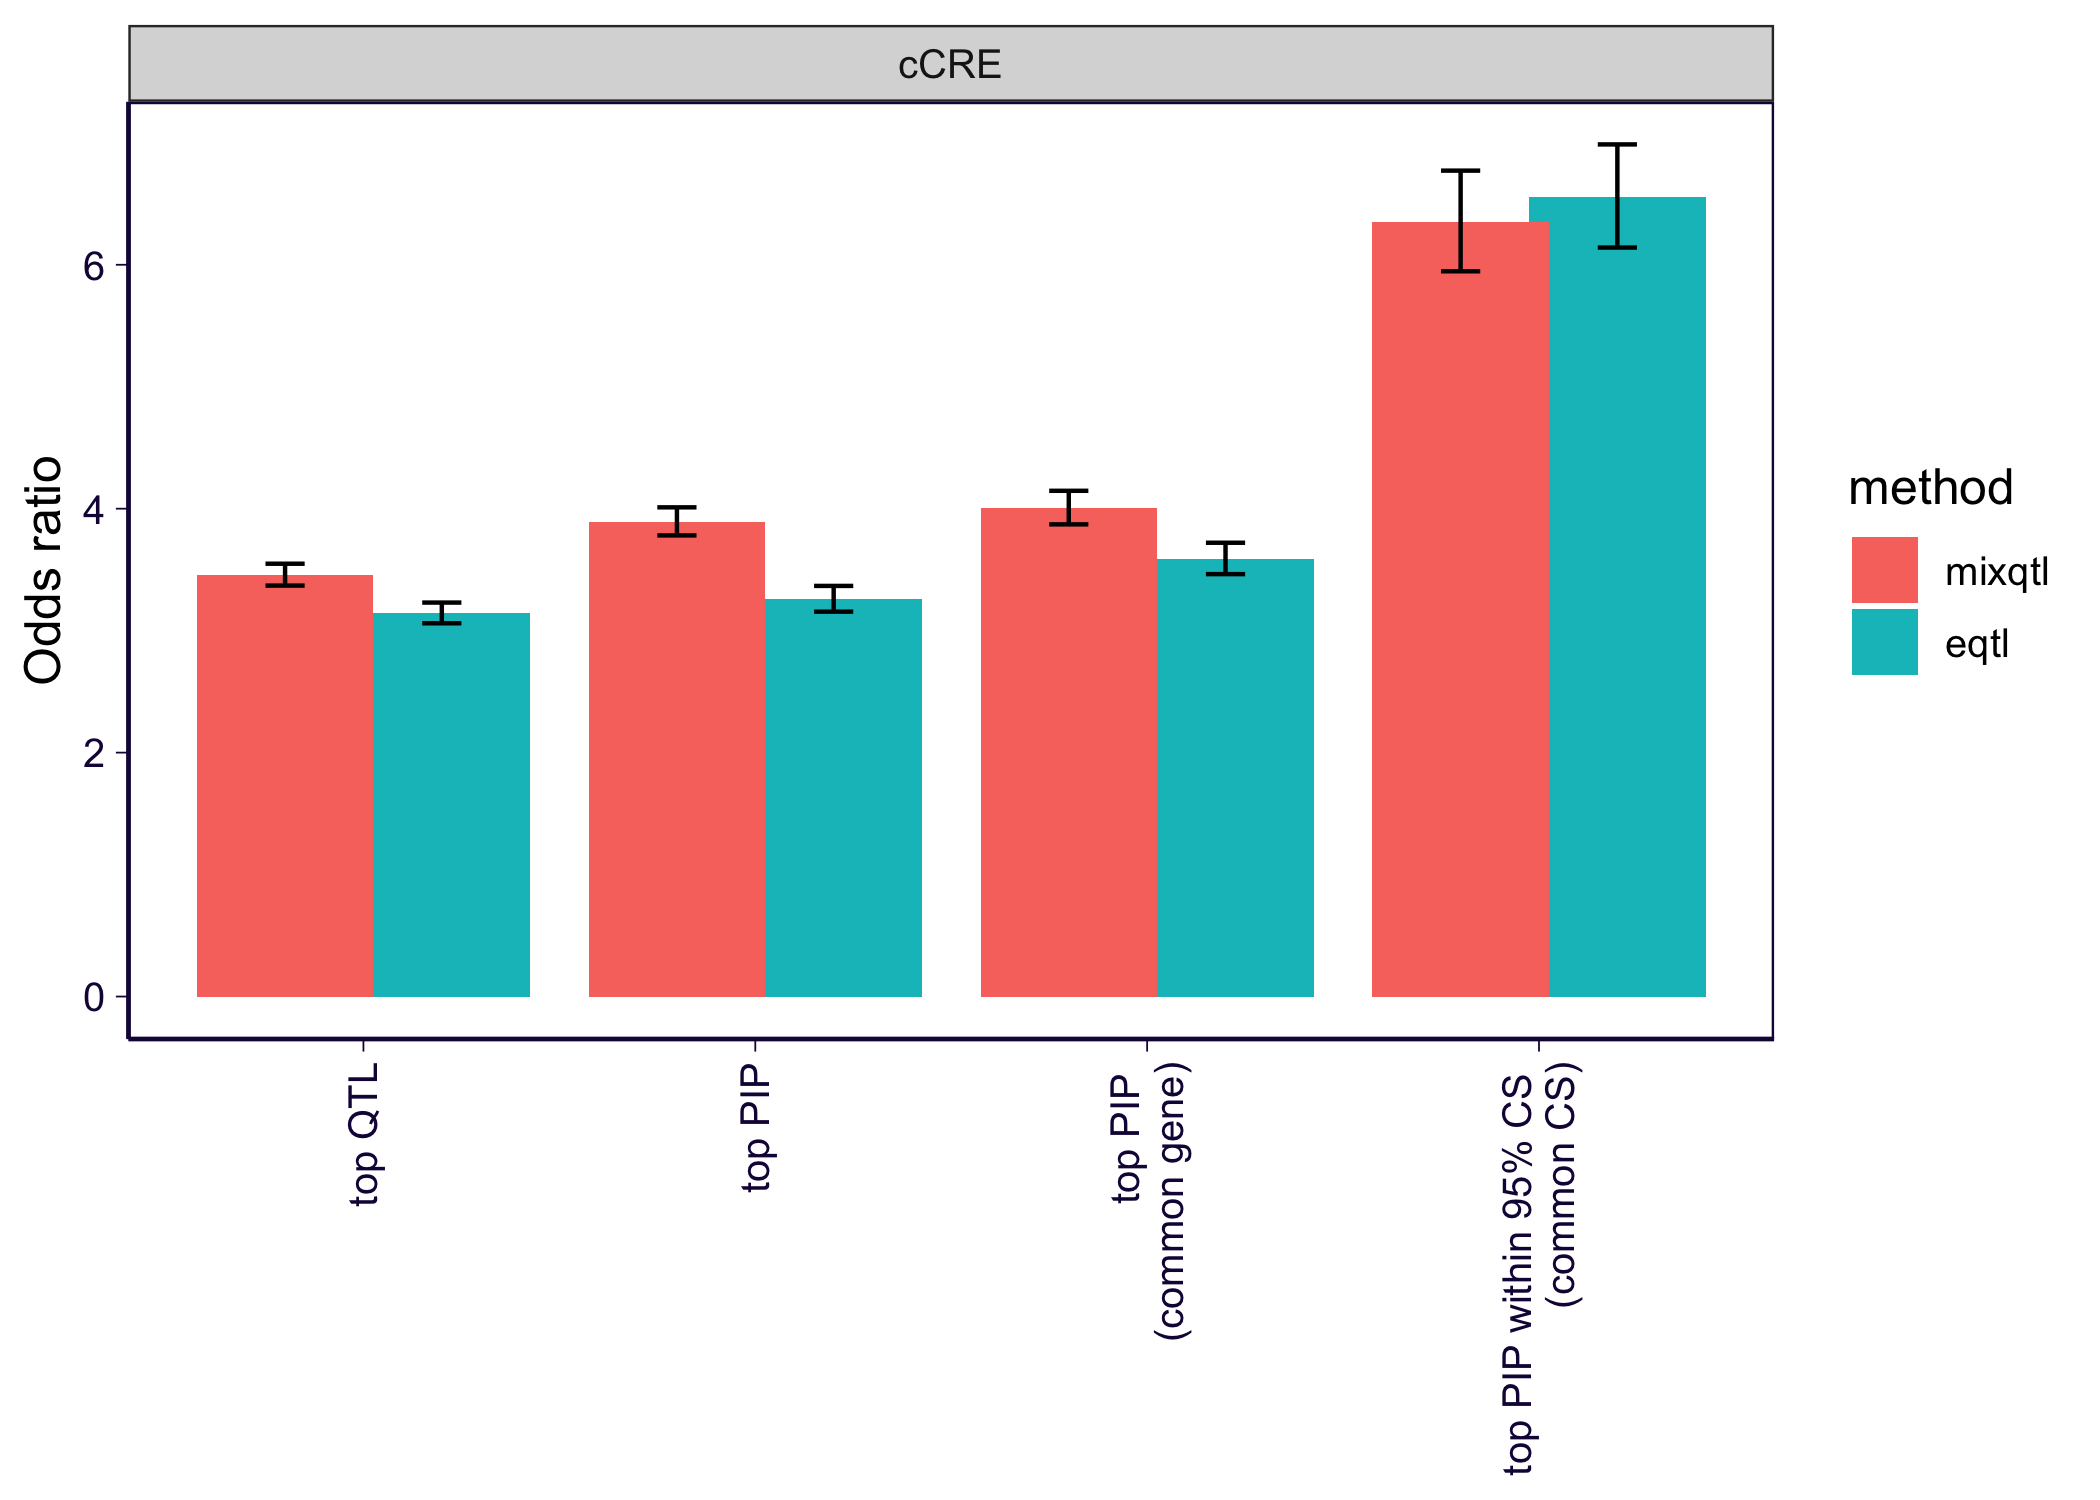 cCRE
Odds ratio
6
4
2
0
top QTL
top PIP
top PIP
(common gene)
top PIP within 95% CS
(common CS)
method
mixqtl
eqtl